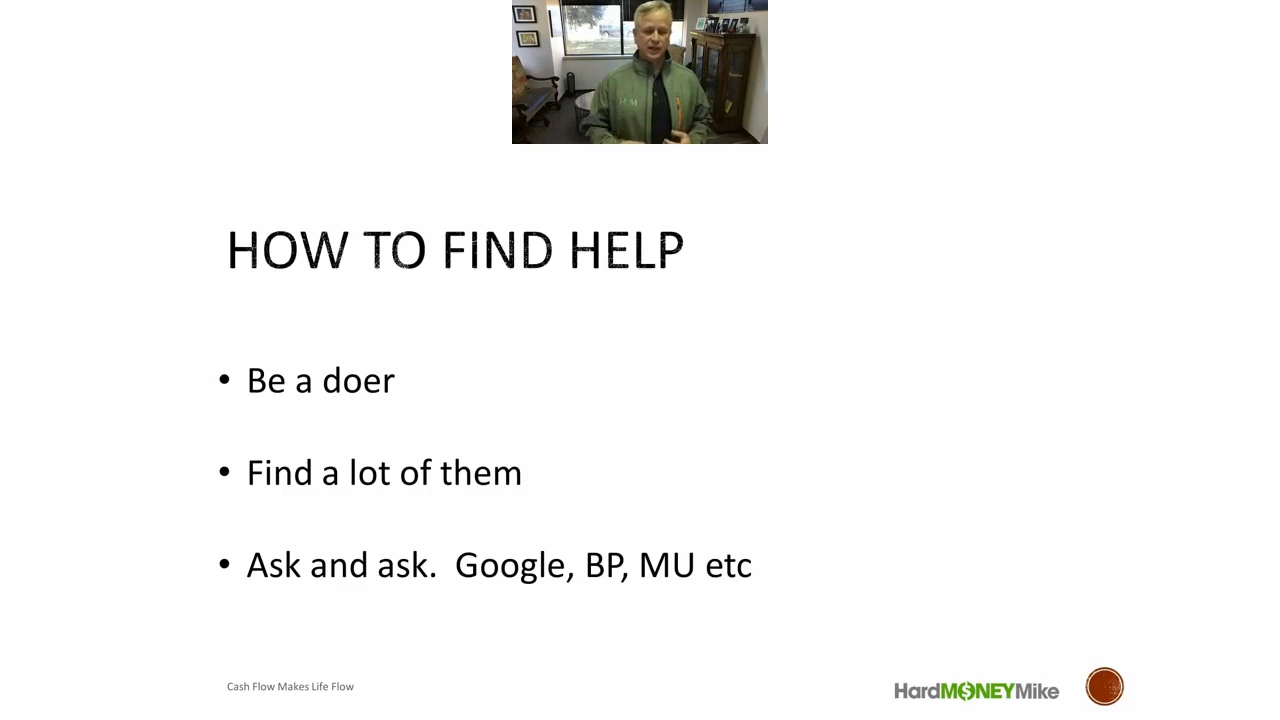 HOW TO FIND HELP
• Be a doer
• Find a lot of them
• Ask and ask.  Google, BP, MU etc
Cash Flow Makes Life Flow
HardMONEYMike